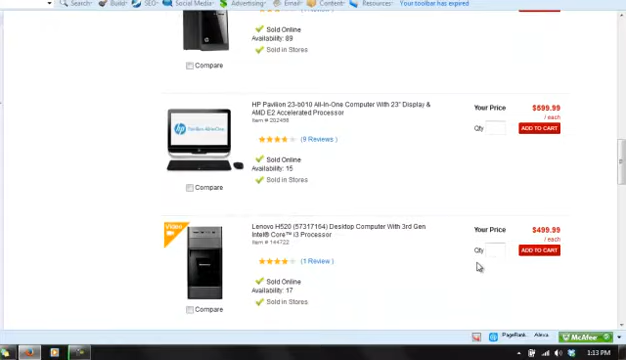 Search Build SEO Social Media Advertising Email Content Resources Your toolbar has expired
Sold Online
Availability: 89
Sold in Stores
Compare
HP Pavilion 23-b010 All-In-One Computer With 23" Display &
AMD E2 Accelerated Processor
Item # 202498
Your Price $599.99
/ each
Qty ADD TO CART
(9 Reviews )
Sold Online
Availability: 15
Sold in Stores
Compare
Video
Lenovo H520 (57317164) Desktop Computer With 3rd Gen
Intel® Core™ i3 Processor
Item # 144722
Your Price $499.99
/ each
Qty ADD TO CART
(1 Review )
Sold Online
Availability: 17
Sold in Stores
Compare
PageRank Alexa McAfee
1:13 PM